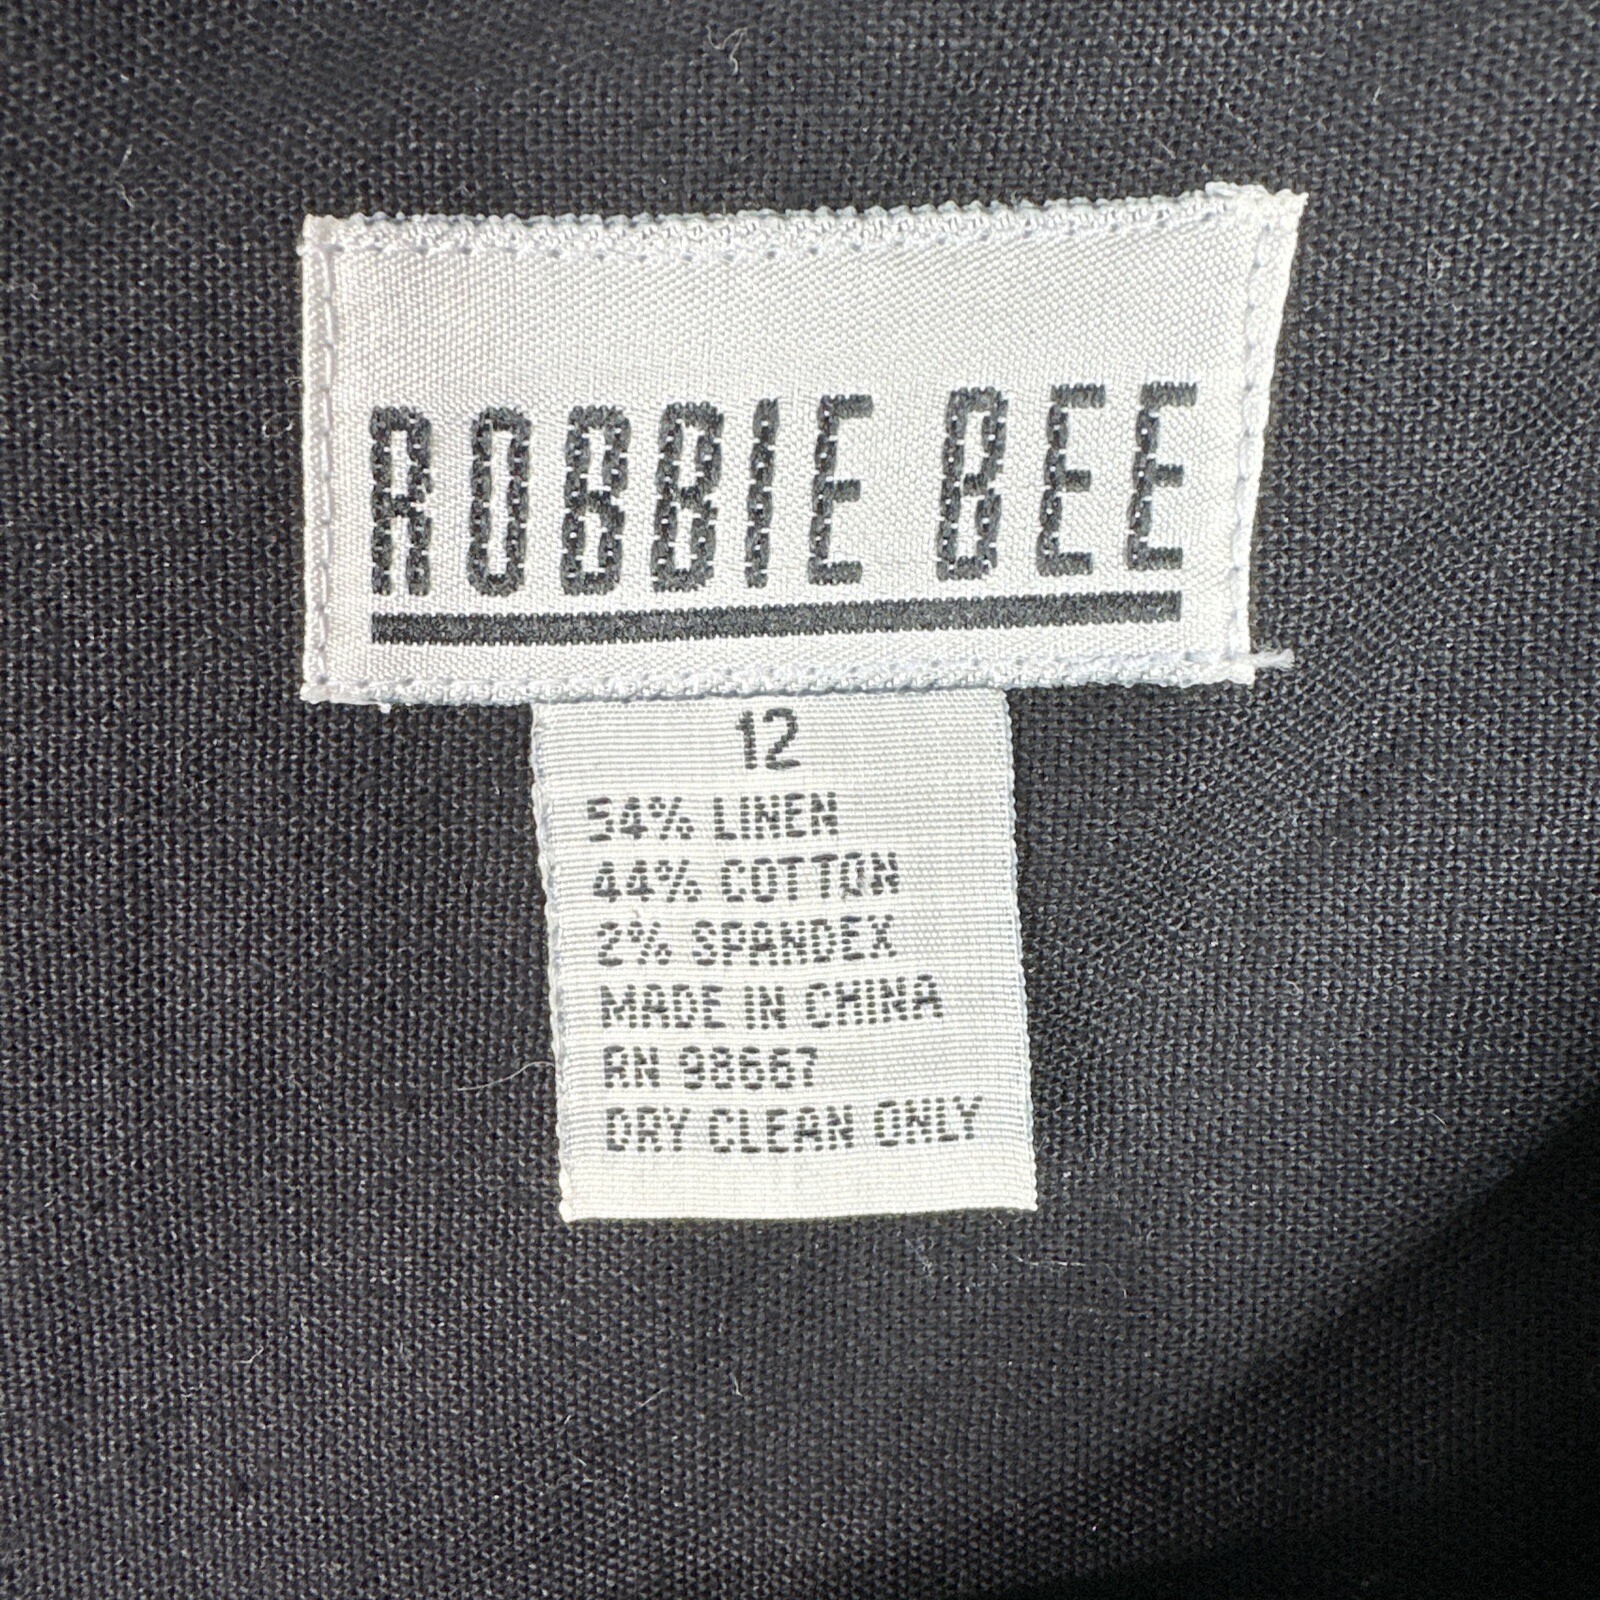 ROBBIE BEE
12
54% LINEN
44% COTTON
2% SPANDEX
MADE IN CHINA
RN 98667
DRY CLEAN ONLY